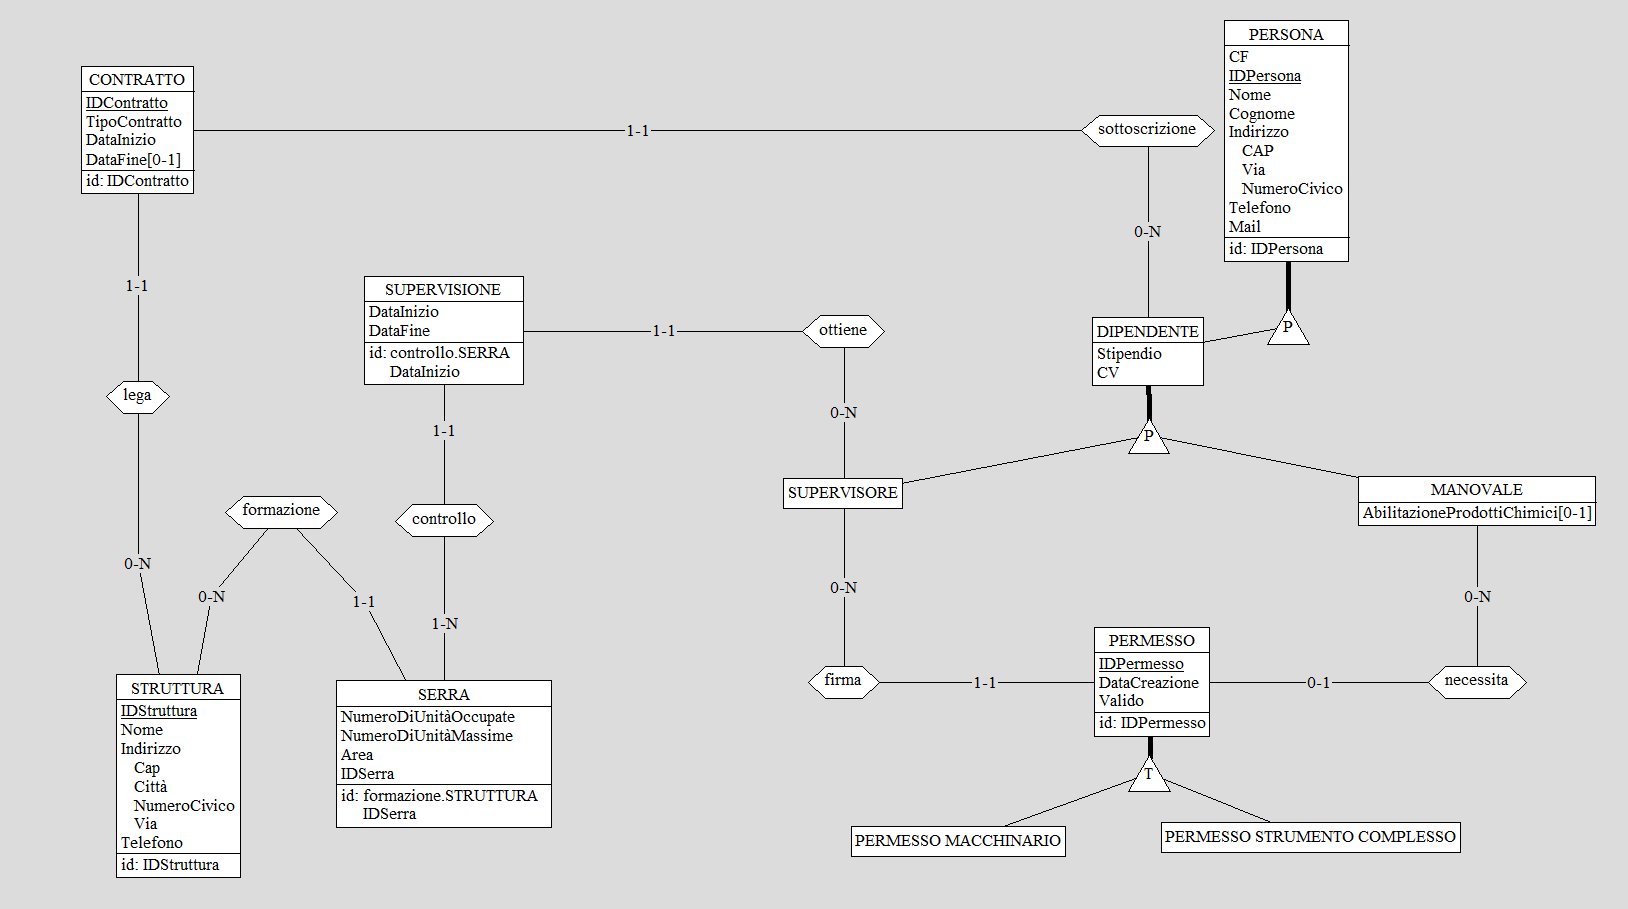 PERSONA
CF
IDPersona
Nome
Cognome
Indirizzo
CAP
Via
NumeroCivico
Telefono
Mail
id: IDPersona
CONTRATTO
IDContratto
TipoContratto
DataInizio
DataFine[0-1]
id: IDContratto
1-1
sottoscrizione
0-N
1-1
SUPERVISIONE
DataInizio
DataFine
id: controllo.SERRA
DataInizio
1-1
ottiene
DIPENDENTE
Stipendio
CV
P
lega
1-1
0-N
P
SUPERVISORE
MANOVALE
AbilitazioneProdottiChimici[0-1]
formazione
controllo
0-N
0-N
1-1
1-N
0-N
0-N
STRUTTURA
IDStruttura
Nome
Indirizzo
Cap
Città
NumeroCivico
Via
Telefono
id: IDStruttura
SERRA
NumeroDiUnitàOccupate
NumeroDiUnitàMassime
Area
IDSerra
id: formazione.STRUTTURA
IDSerra
firma
1-1
PERMESSO
IDPermesso
DataCreazione
Valido
id: IDPermesso
0-1
necessita
T
PERMESSO MACCHINARIO
PERMESSO STRUMENTO COMPLESSO